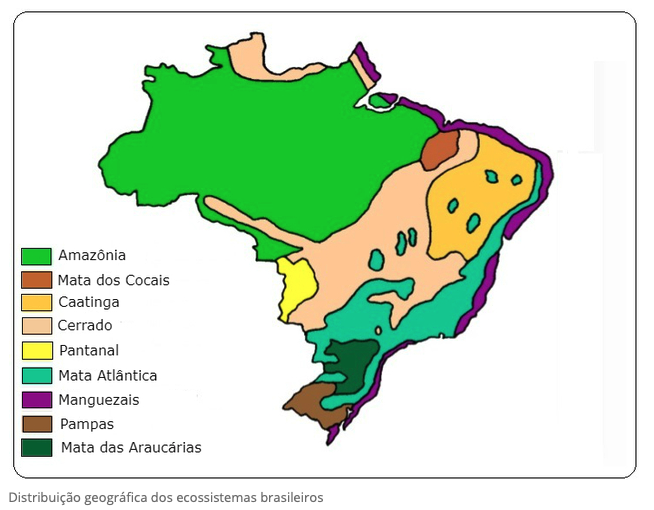 Amazônia
Mata dos Cocais
Caatinga
Cerrado
Pantanal
Mata Atlântica
Manguezais
Pampas
Mata das Araucárias
Distribuição geográfica dos ecossistemas brasileiros